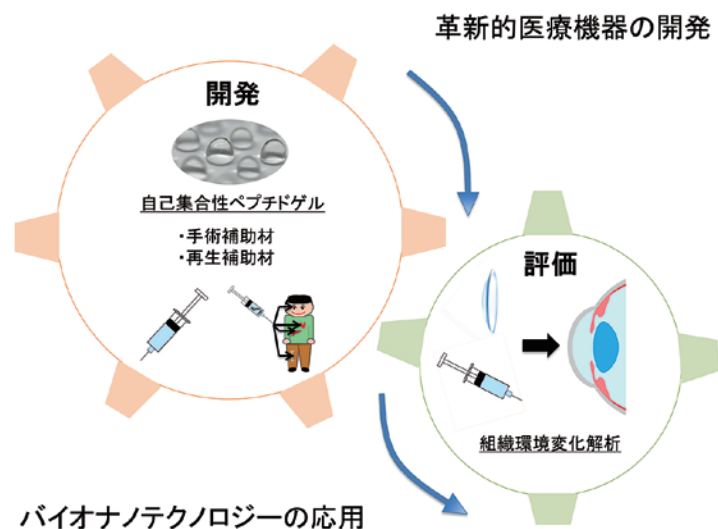 革新的医療機器の開発
開発
自己集合性ペプチドゲル
・手術補助材
・再生補助材
評価
組織環境変化解析
バイオナノテクノロジーの応用